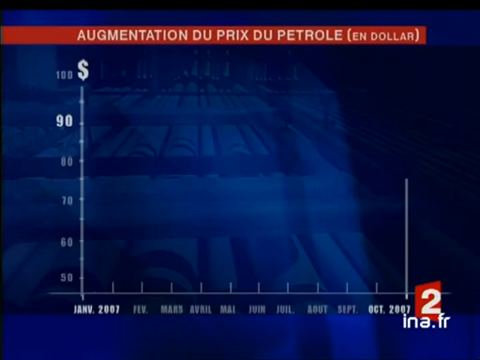 AUGMENTATION DU PRIX DU PETROLE (EN DOLLAR)
100 $
90
80
70
60
50
JANV. 2007 FEV. MARS AVRIL MAI JUIN JUIL. AOUT SEPT. OCT. 2007
2
ina.fr